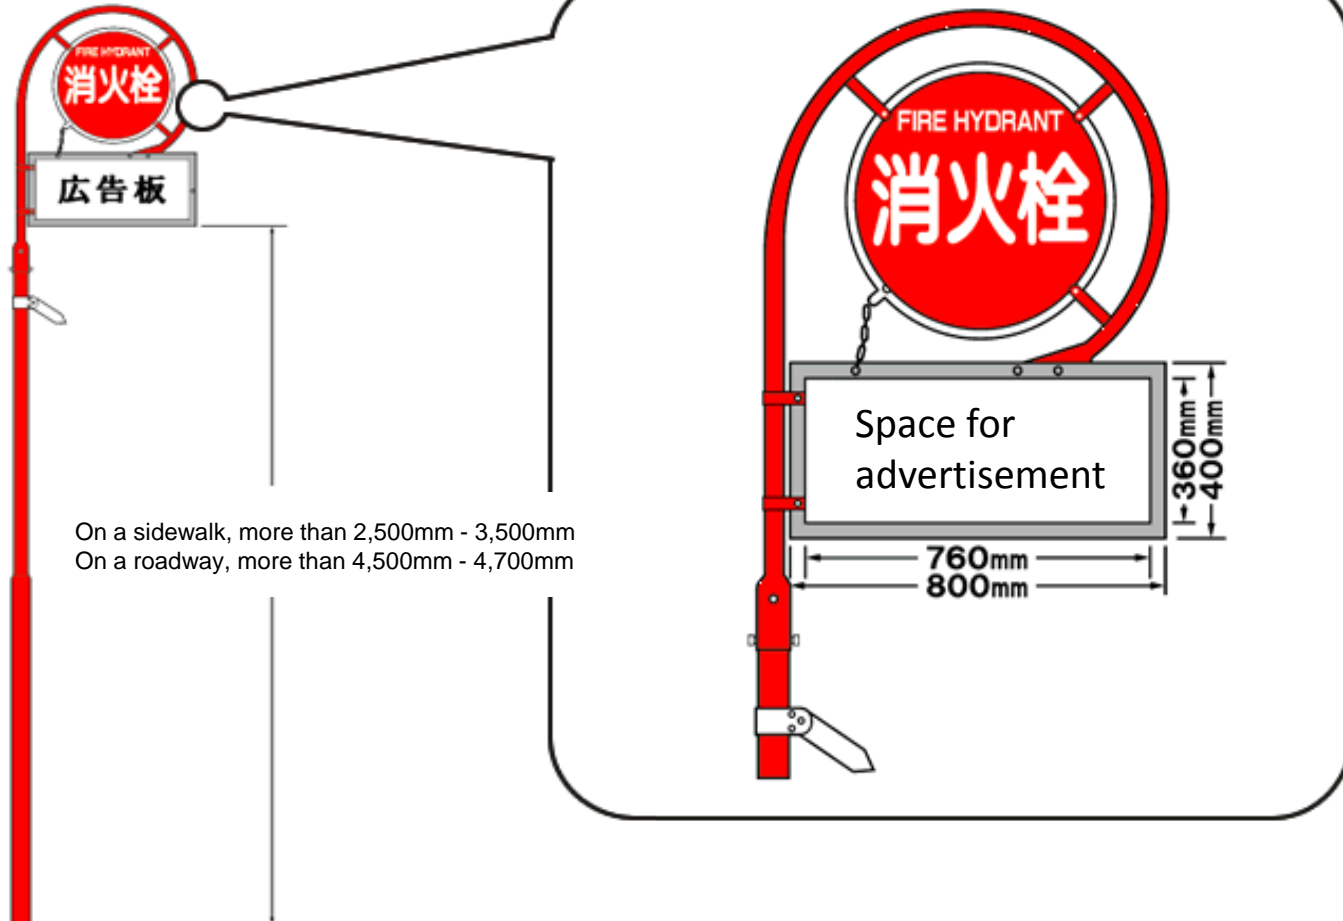 FIRE HYDRANT
消火栓
広告板
On a sidewalk, more than 2,500mm - 3,500mm
On a roadway, more than 4,500mm - 4,700mm
FIRE HYDRANT
消火栓
Space for
advertisement
360mm
400mm
760mm
800mm